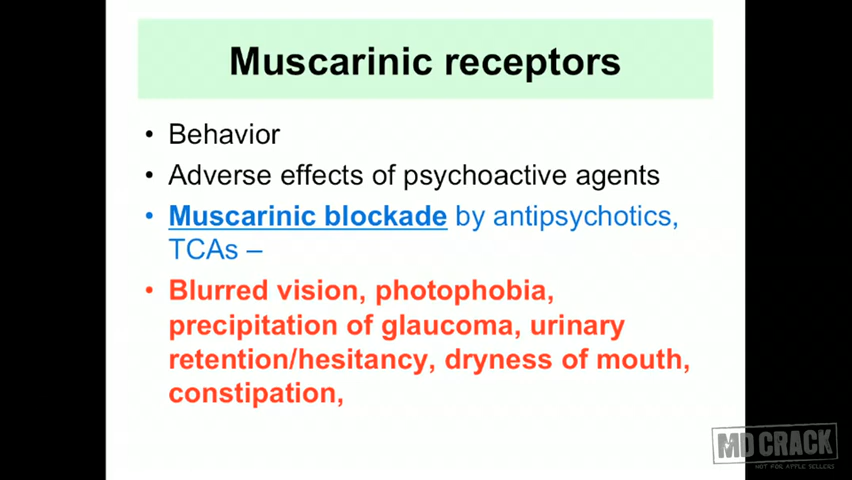 Muscarinic receptors
• Behavior
• Adverse effects of psychoactive agents
• Muscarinic blockade by antipsychotics,
TCAs –
• Blurred vision, photophobia,
precipitation of glaucoma, urinary
retention/hesitancy, dryness of mouth,
constipation,
MD CRACK
NOT FOR APPLE SELLERS